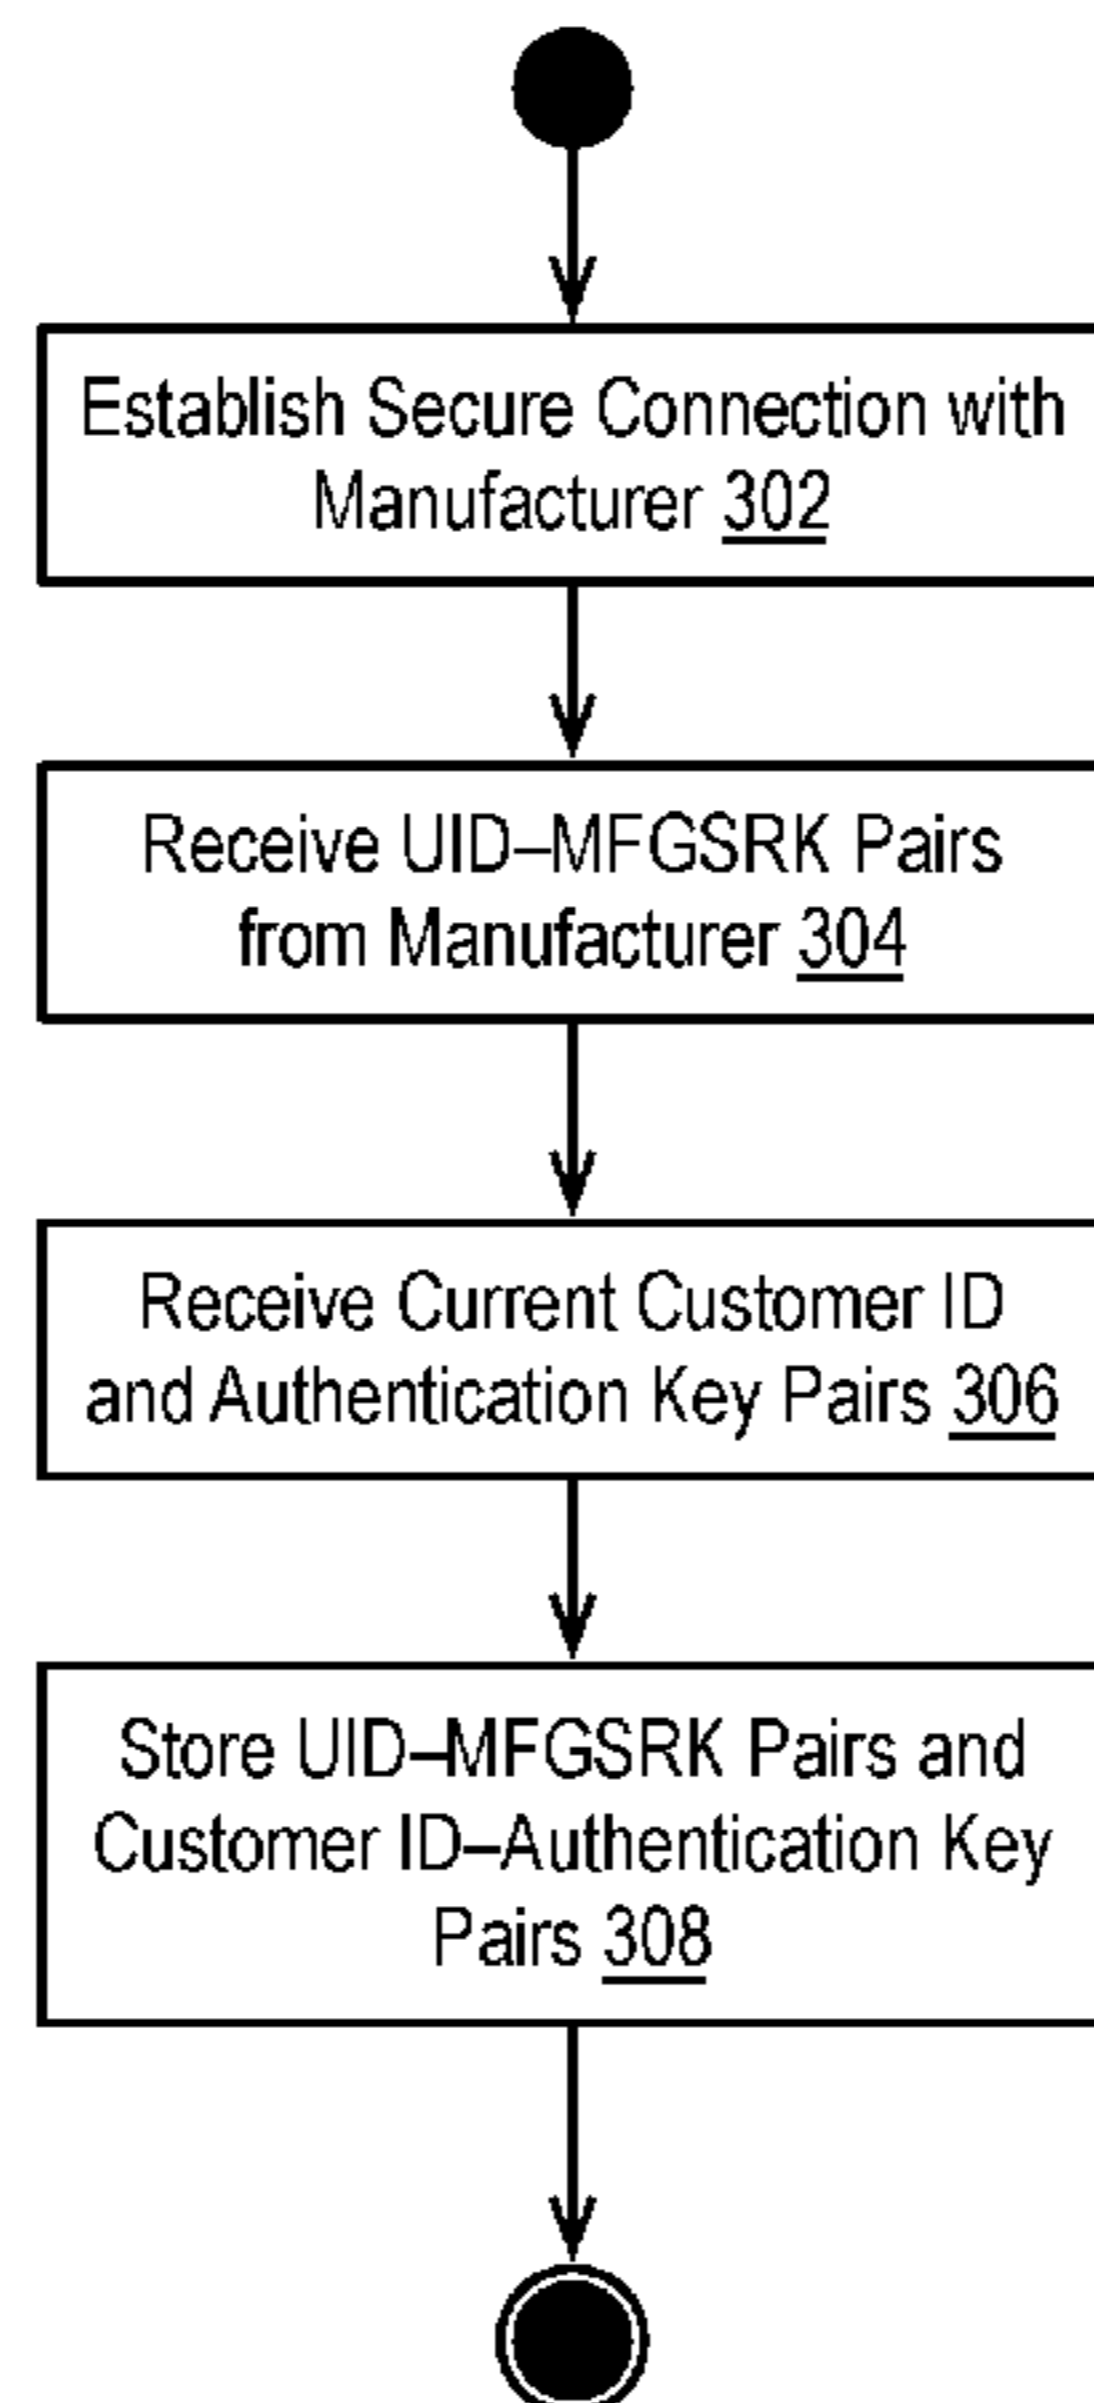 Establish Secure Connection with
Manufacturer 302
Receive UID–MFGSRK Pairs
from Manufacturer 304
Receive Current Customer ID
and Authentication Key Pairs 306
Store UID–MFGSRK Pairs and
Customer ID–Authentication Key
Pairs 308